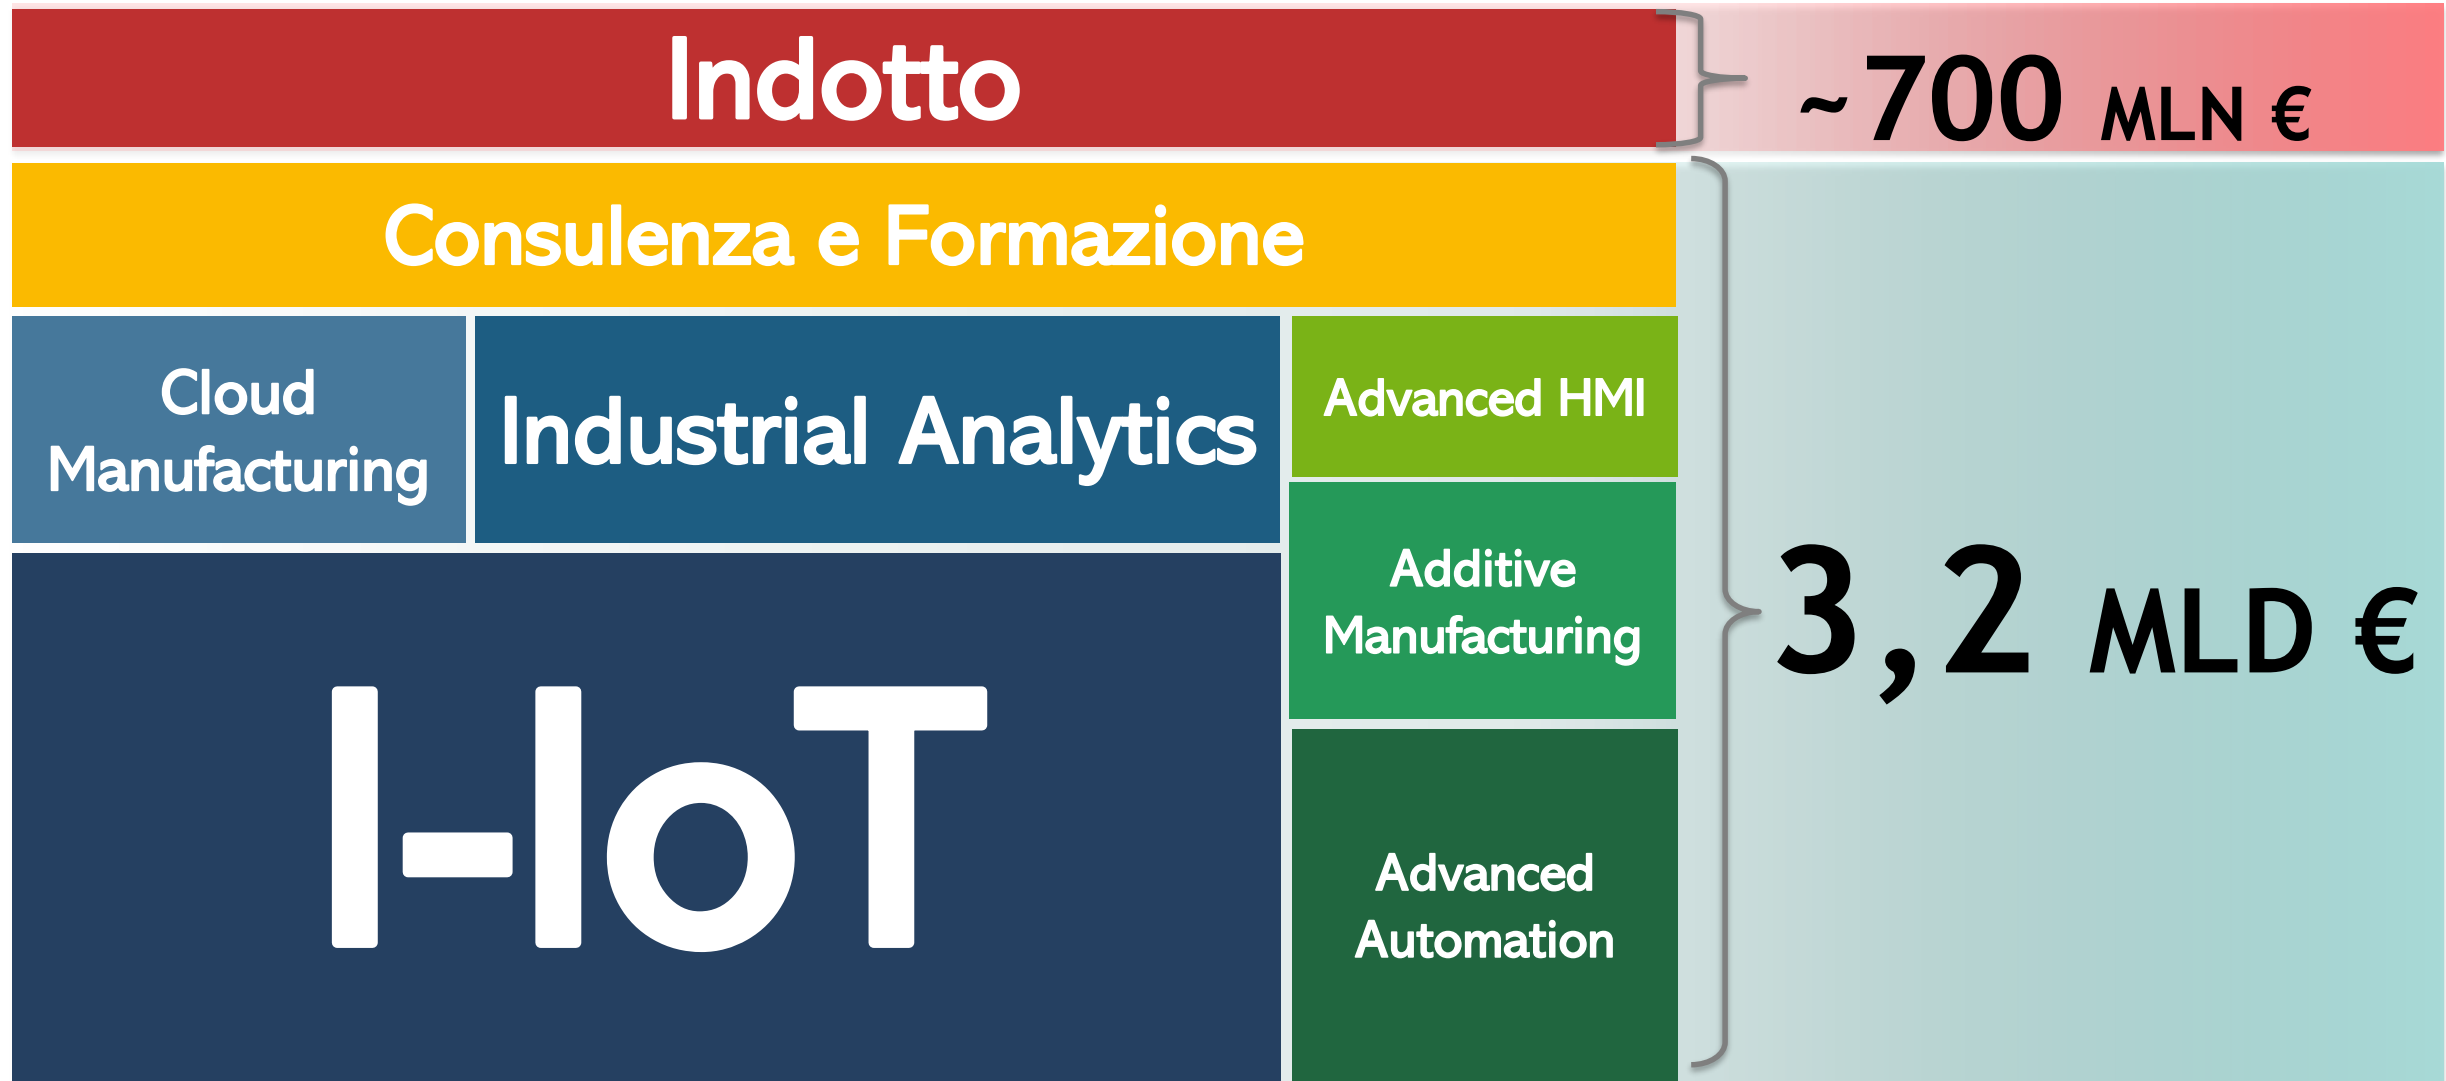 Indotto
~700 MLN €
Consulenza e Formazione
Cloud
Manufacturing
Industrial Analytics
Advanced HMI
Additive
Manufacturing
I-IoT
Advanced
Automation
3,2 MLD €